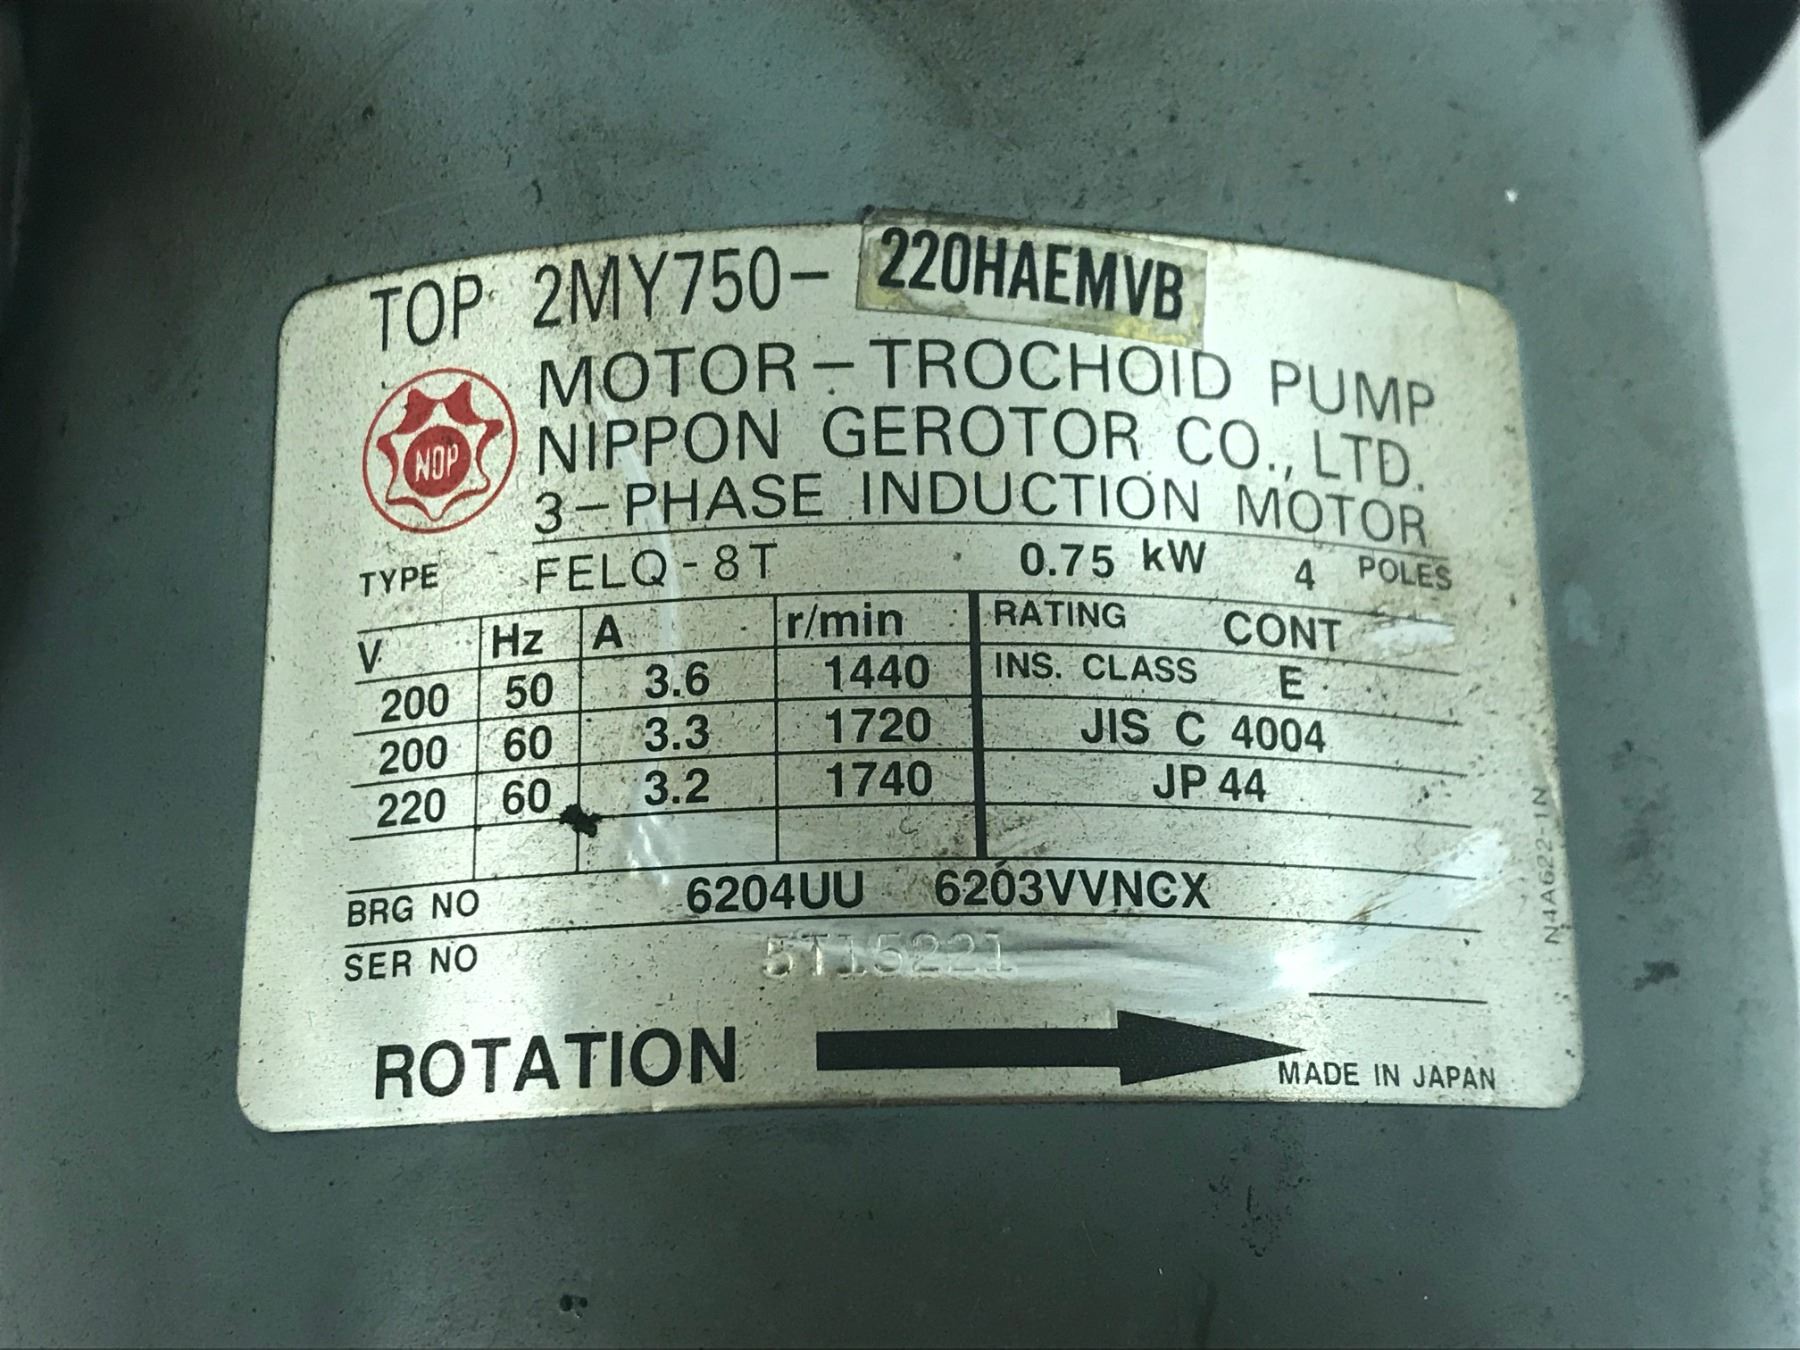 TOP 2MY750- 220HAEMVB
MOTOR-TROCHOID PUMP
NOP
NIPPON GEROTOR CO., LTD.
3-PHASE INDUCTION MOTOR
TYPE FELQ-8T 0.75 kW 4 POLES
V Hz A r/min RATING CONT
200 50 3.6 1440 INS. CLASS E
200 60 3.3 1720 JIS C 4004
220 60 3.2 1740 JP 44
BRG NO 6204UU 6203VVNCX
SER NO 5T15221
ROTATION
MADE IN JAPAN
N4A622-1N